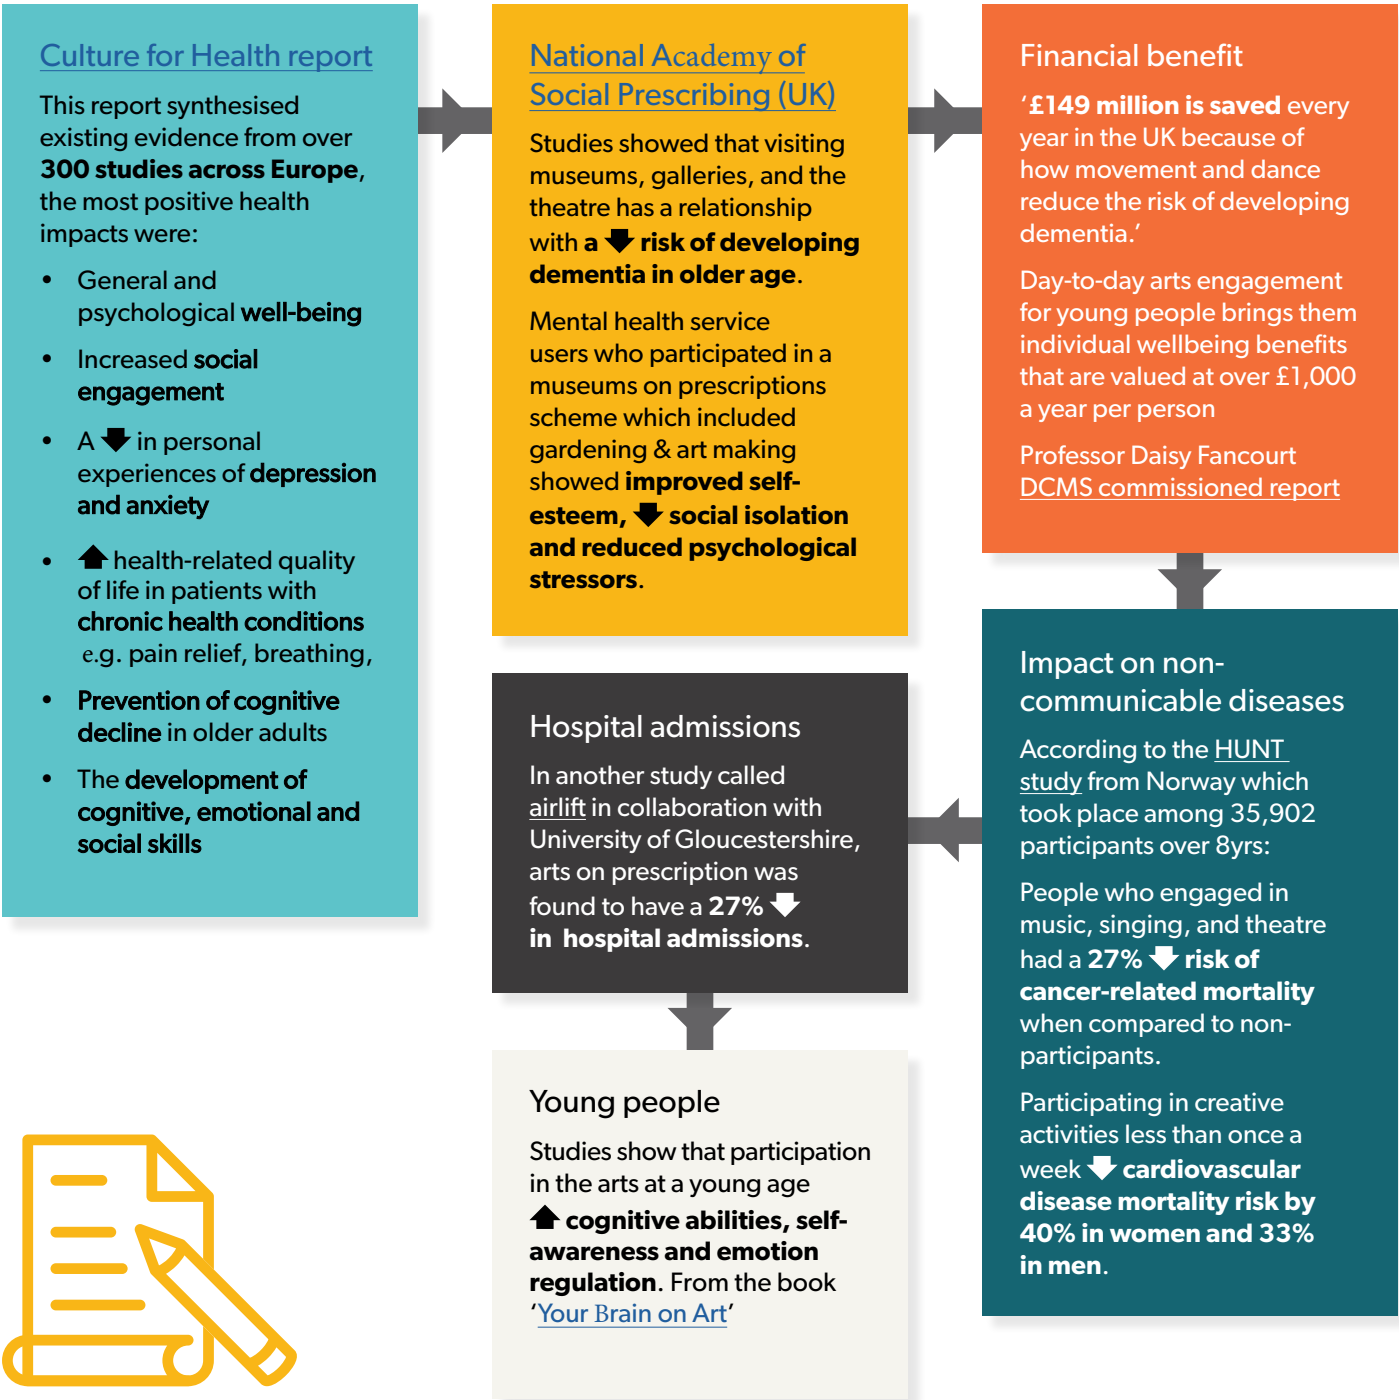 Culture for Health report
This report synthesised
existing evidence from over
300 studies across Europe,
the most positive health
impacts were:
• General and
psychological well-being
• Increased social
engagement
• A 🡇 in personal
experiences of depression
and anxiety
• 🡅 health-related quality
of life in patients with
chronic health conditions
e.g. pain relief, breathing,
• Prevention of cognitive
decline in older adults
• The development of
cognitive, emotional and
social skills
National Academy of
Social Prescribing (UK)
Studies showed that visiting
museums, galleries, and the
theatre has a relationship
with a 🡇 risk of developing
dementia in older age.
Mental health service
users who participated in a
museums on prescriptions
scheme which included
gardening & art making
showed improved self-
esteem, 🡇 social isolation
and reduced psychological
stressors.
Financial benefit
‘£149 million is saved every
year in the UK because of
how movement and dance
reduce the risk of developing
dementia.’
Day-to-day arts engagement
for young people brings them
individual wellbeing benefits
that are valued at over £1,000
a year per person
Professor Daisy Fancourt
DCMS commissioned report
Impact on non-
communicable diseases
According to the HUNT
study from Norway which
took place among 35,902
participants over 8yrs:
People who engaged in
music, singing, and theatre
had a 27% 🡇 risk of
cancer-related mortality
when compared to non-
participants.
Participating in creative
activities less than once a
week 🡇 cardiovascular
disease mortality risk by
40% in women and 33%
in men.
Hospital admissions
In another study called
airlift in collaboration with
University of Gloucestershire,
arts on prescription was
found to have a 27% 🡇
in hospital admissions.
Young people
Studies show that participation
in the arts at a young age
🡅 cognitive abilities, self-
awareness and emotion
regulation. From the book
‘Your Brain on Art’